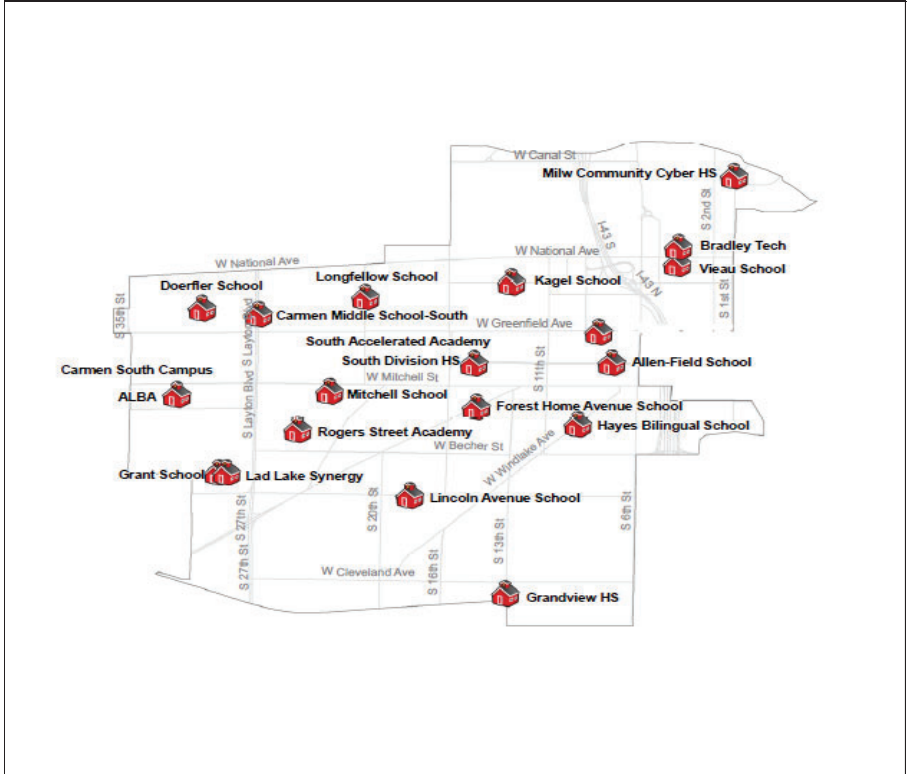 W Canal St
Milw Community Cyber HS
S 2nd St
I-43 S
W National Ave
Bradley Tech
W National Ave
Vieau School
Longfellow School
Kagel School
Doerfler School
I-43 N
S 1st St
S 35th St
Carmen Middle School-South
S Layton Blvd
W Greenfield Ave
South Accelerated Academy
South Division HS
Allen-Field School
S 11th St
Carmen South Campus
W Mitchell St
ALBA
Mitchell School
S Layton Blvd
Forest Home Avenue School
Hayes Bilingual School
Rogers Street Academy
W Becher St
W Windlake Ave
Grant School
Lad Lake Synergy
Lincoln Avenue School
S 20th St
S 6th St
S 27th St
S 13th St
S 27th St
S 16th St
W Cleveland Ave
Grandview HS